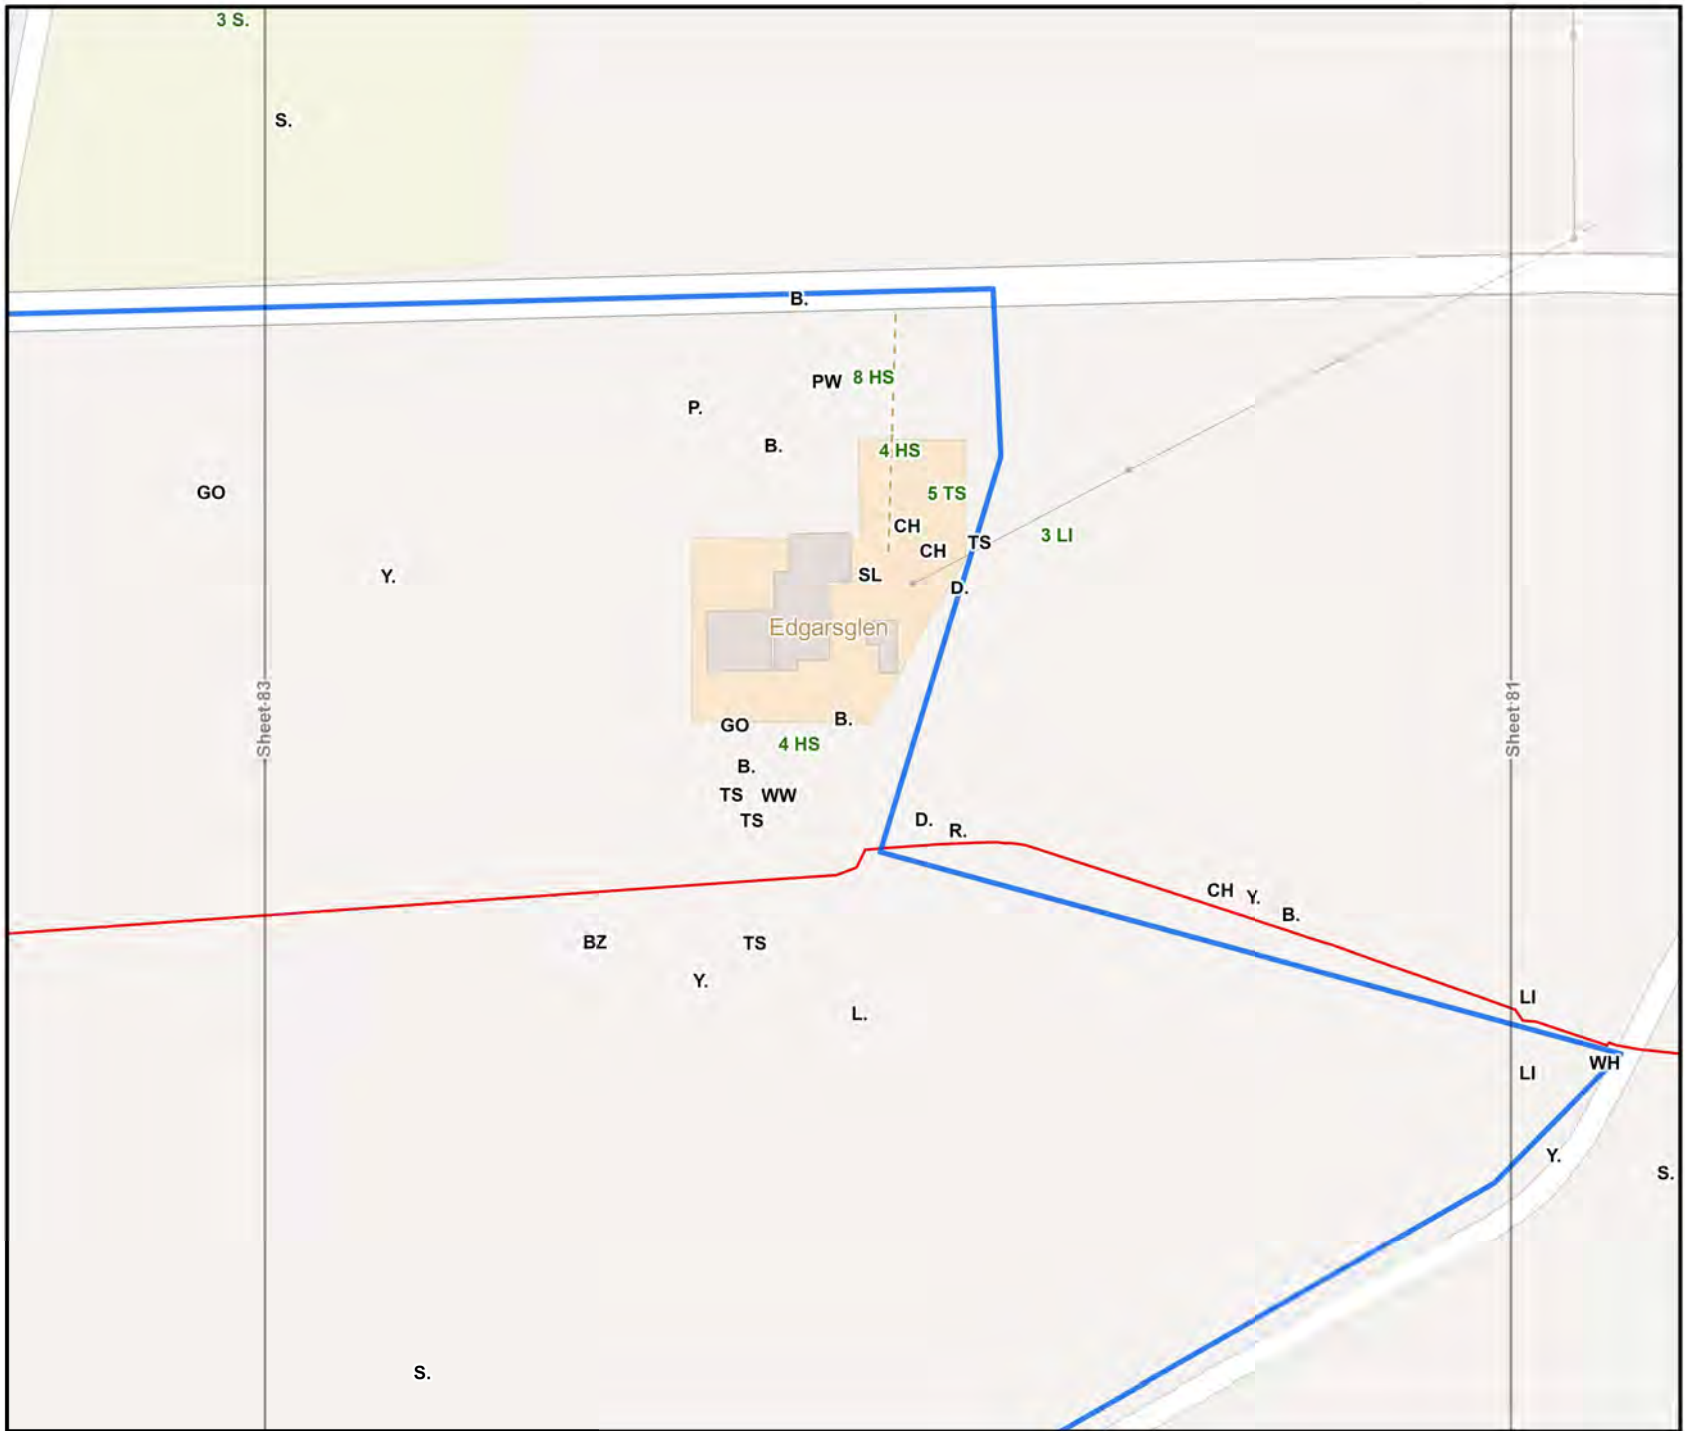 3 S.
S.
B.
PW 8 HS
P.
B.
4 HS
GO
5 TS
CH
TS
3 LI
CH
Y.
SL
D.
Edgarsglen
Sheet 83
Sheet 81
GO
B.
4 HS
B.
TS WW
TS
D.
R.
CH
Y.
B.
BZ
TS
Y.
LI
L.
WH
LI
Y.
S.
S.